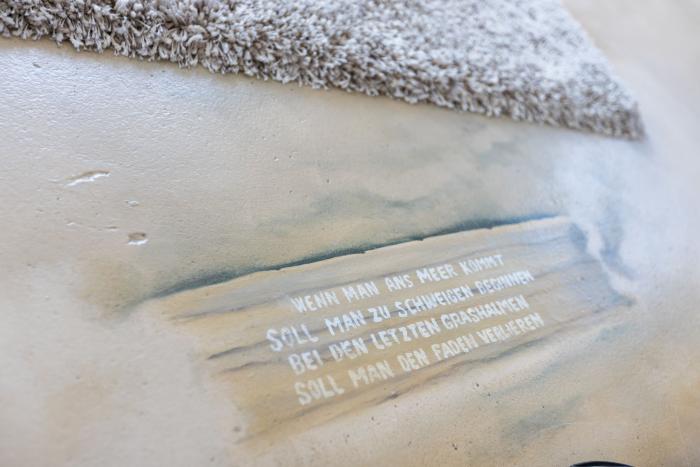 WENN MAN ANS MEER KOMMT
SOLL MAN ZU SCHWEIGEN BEGINNEN
BEI DEN LETZTEN GRASHALMEN
SOLL MAN DEN FADEN VERLIEREN